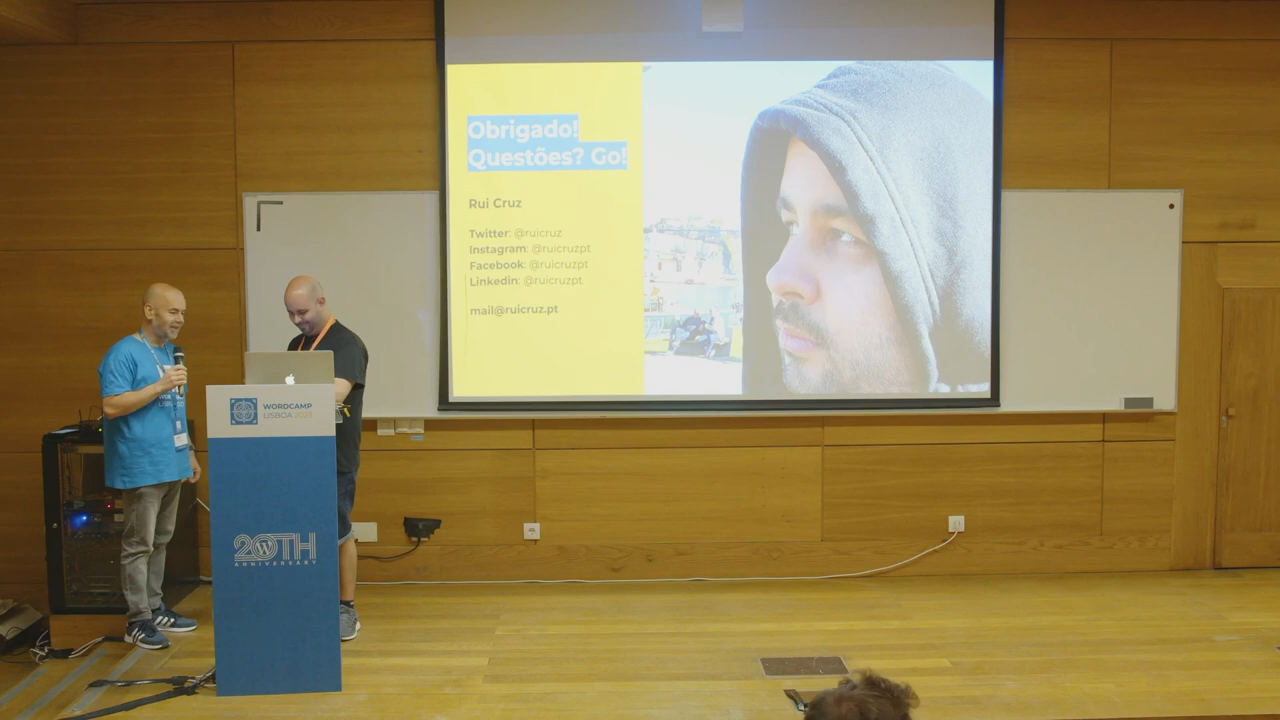 Obrigado!
Questões? Go!
Rui Cruz
Twitter: @ruicruz
Instagram: @ruicruzpt
Facebook: @ruicruzpt
Linkedin: @ruicruzpt
mail@ruicruz.pt
WORDCAMP
LISBOA 2023
20TH
ANNIVERSARY